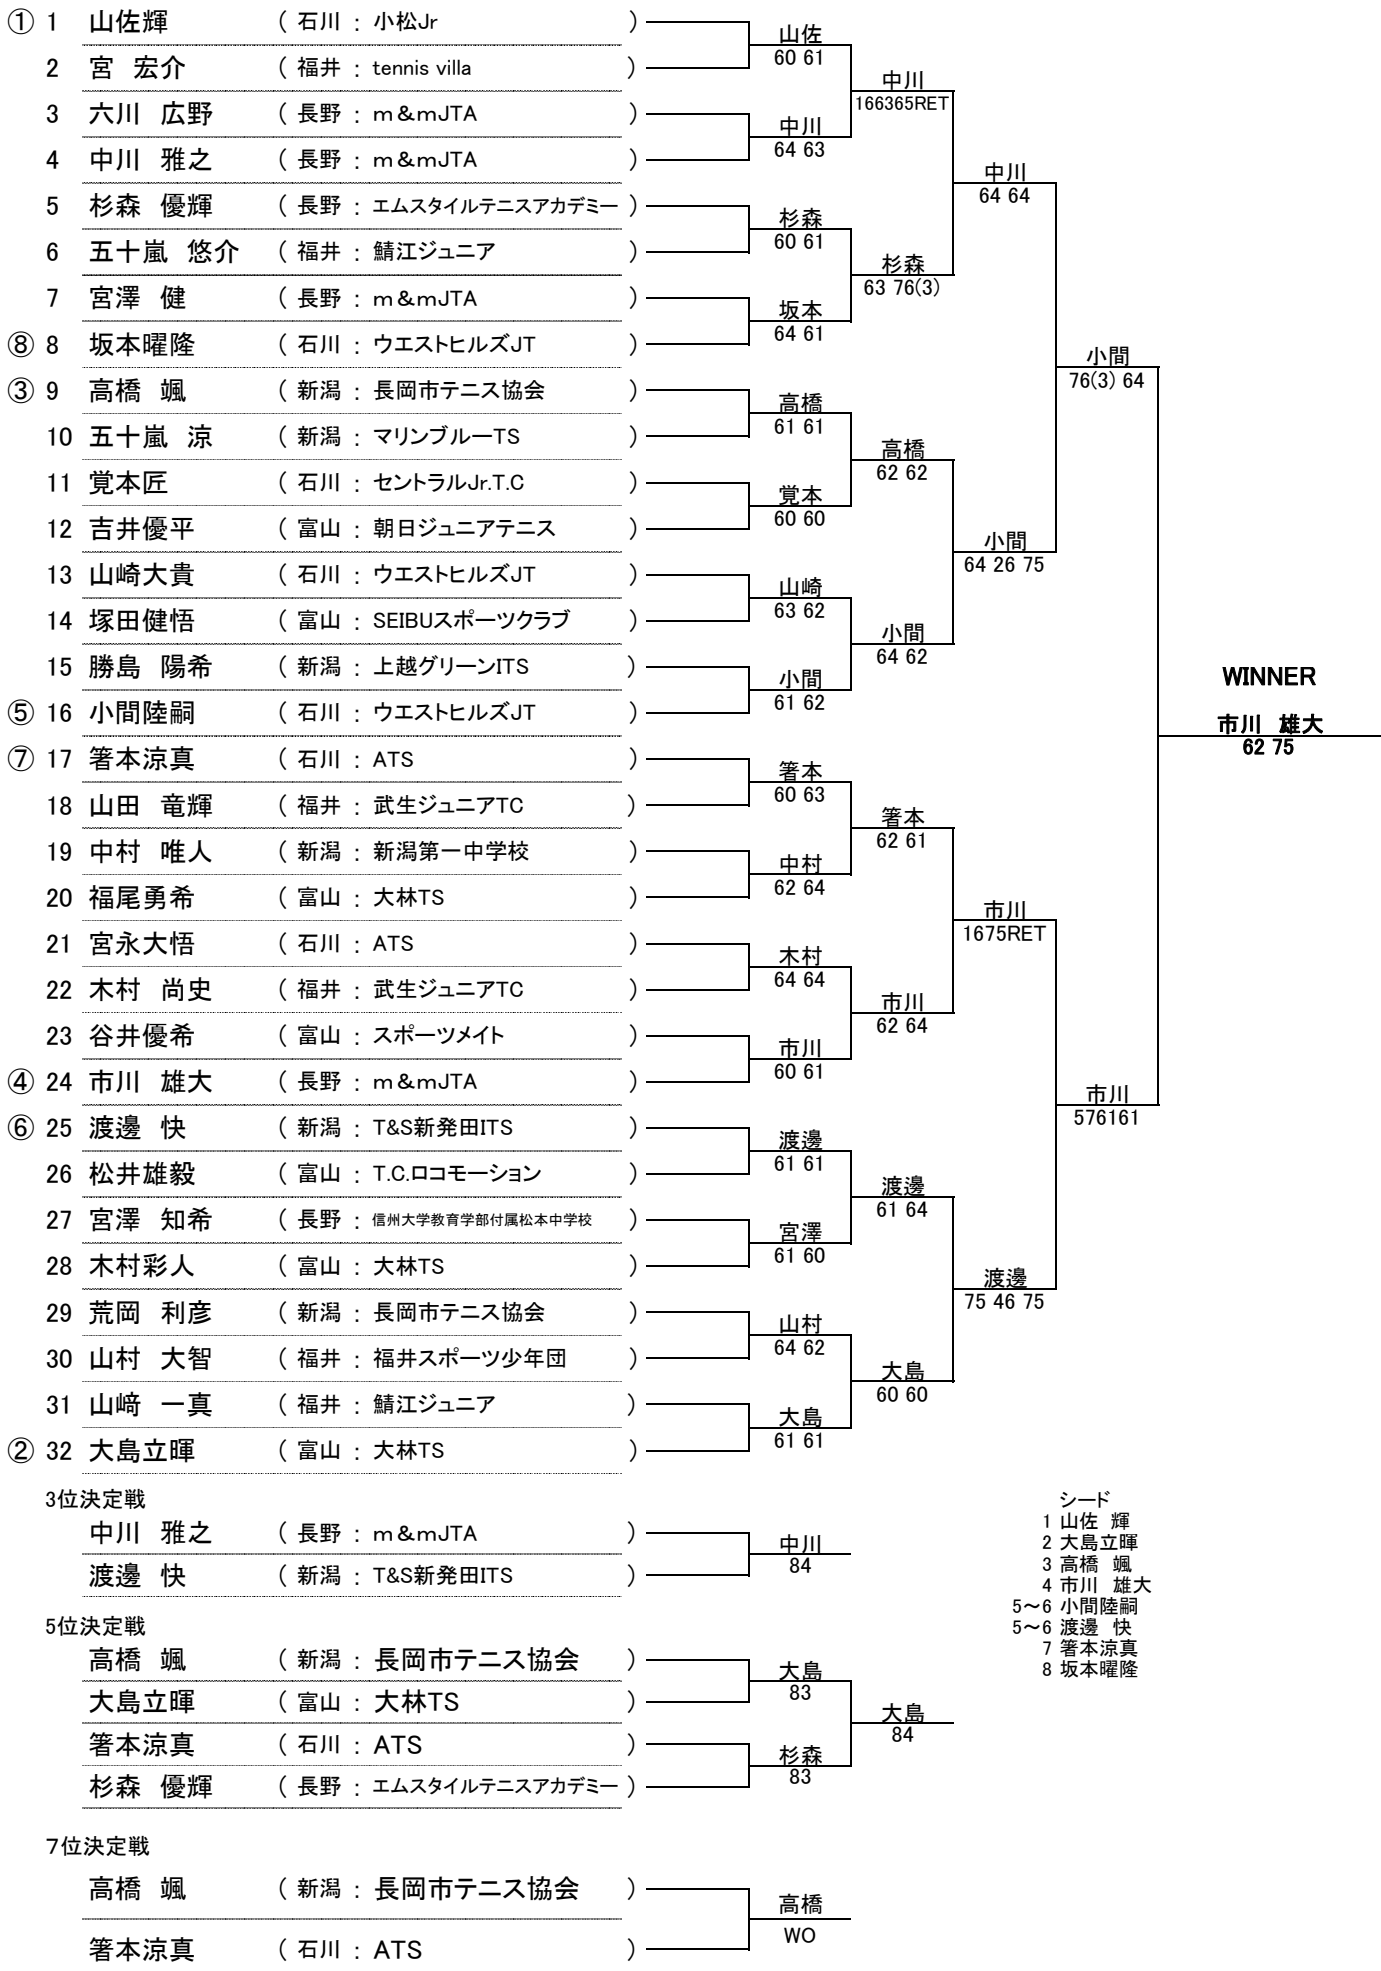 ① 1 山佐輝 ( 石川 : 小松Jr )
山佐
60 61
2 宮 宏介 ( 福井 : tennis villa )
中川
166365RET
3 六川 広野 ( 長野 : m&mJTA )
中川
64 63
4 中川 雅之 ( 長野 : m&mJTA )
中川
64 64
5 杉森 優輝 ( 長野 : エムスタイルテニスアカデミー )
杉森
60 61
6 五十嵐 悠介 ( 福井 : 鯖江ジュニア )
杉森
63 76(3)
7 宮澤 健 ( 長野 : m&mJTA )
坂本
64 61
⑧ 8 坂本曜隆 ( 石川 : ウエストヒルズJT )
小間
76(3) 64
③ 9 高橋 颯 ( 新潟 : 長岡市テニス協会 )
高橋
61 61
10 五十嵐 涼 ( 新潟 : マリンブルーTS )
高橋
62 62
11 覚本匠 ( 石川 : セントラルJr.T.C )
覚本
60 60
12 吉井優平 ( 富山 : 朝日ジュニアテニス )
小間
64 26 75
13 山崎大貴 ( 石川 : ウエストヒルズJT )
山崎
63 62
14 塚田健悟 ( 富山 : SEIBUスポーツクラブ )
小間
64 62
15 勝島 陽希 ( 新潟 : 上越グリーンITS )
小間
61 62
⑤ 16 小間陸嗣 ( 石川 : ウエストヒルズJT )
WINNER
市川 雄大
62 75
⑦ 17 箸本涼真 ( 石川 : ATS )
箸本
60 63
18 山田 竜輝 ( 福井 : 武生ジュニアTC )
箸本
62 61
19 中村 唯人 ( 新潟 : 新潟第一中学校 )
中村
62 64
20 福尾勇希 ( 富山 : 大林TS )
市川
1675RET
21 宮永大悟 ( 石川 : ATS )
木村
64 64
22 木村 尚史 ( 福井 : 武生ジュニアTC )
市川
62 64
23 谷井優希 ( 富山 : スポーツメイト )
市川
60 61
④ 24 市川 雄大 ( 長野 : m&mJTA )
市川
576161
⑥ 25 渡邊 快 ( 新潟 : T&S新発田ITS )
渡邊
61 61
26 松井雄毅 ( 富山 : T.C.ロコモーション )
渡邊
61 64
27 宮澤 知希 ( 長野 : 信州大学教育学部付属松本中学校 )
宮澤
61 60
28 木村彩人 ( 富山 : 大林TS )
渡邊
75 46 75
29 荒岡 利彦 ( 新潟 : 長岡市テニス協会 )
山村
64 62
30 山村 大智 ( 福井 : 福井スポーツ少年団 )
大島
60 60
31 山﨑 一真 ( 福井 : 鯖江ジュニア )
大島
61 61
② 32 大島立暉 ( 富山 : 大林TS )
3位決定戦
中川 雅之 ( 長野 : m&mJTA )
中川
84
渡邊 快 ( 新潟 : T&S新発田ITS )
シード
1 山佐 輝
2 大島立暉
3 高橋 颯
4 市川 雄大
5~6 小間陸嗣
5~6 渡邊 快
7 箸本涼真
8 坂本曜隆
5位決定戦
高橋 颯 ( 新潟 : 長岡市テニス協会 )
大島
83
大島立暉 ( 富山 : 大林TS )
大島
84
箸本涼真 ( 石川 : ATS )
杉森
83
杉森 優輝 ( 長野 : エムスタイルテニスアカデミー )
7位決定戦
高橋 颯 ( 新潟 : 長岡市テニス協会 )
高橋
WO
箸本涼真 ( 石川 : ATS )